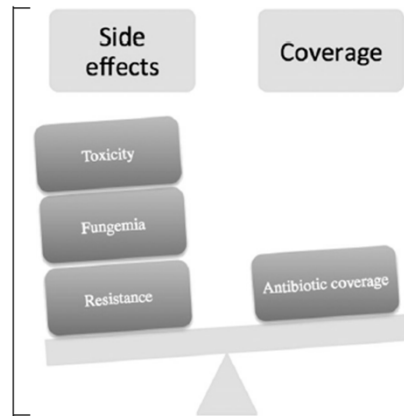 Side
effects
Coverage
Toxicity
Fungemia
Resistance
Antibiotic coverage